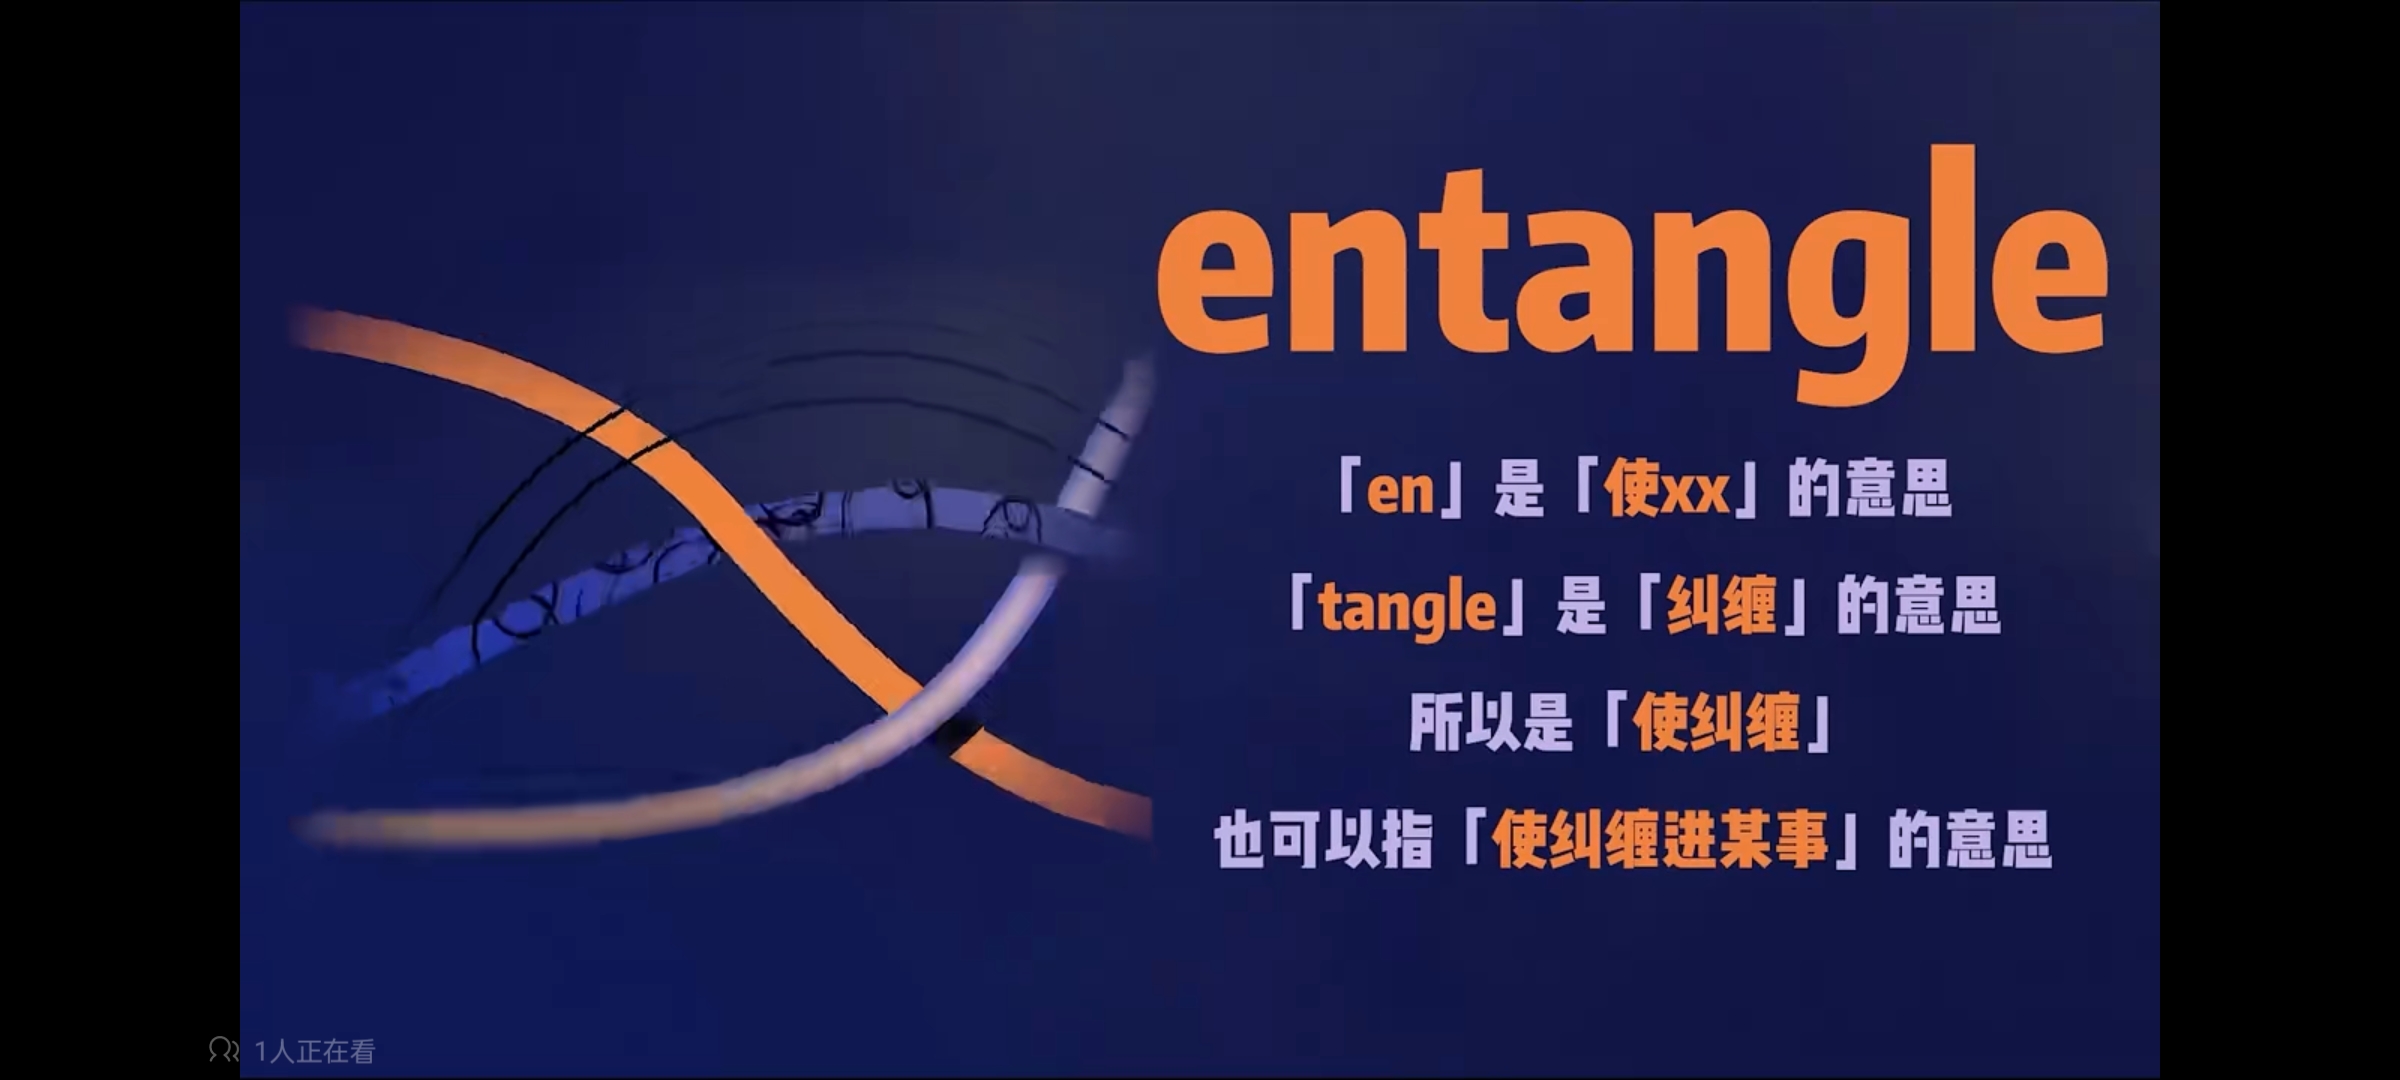 entangle
「en」是「使xx」的意思
「tangle」是「纠缠」的意思
所以是「使纠缠」
也可以指「使纠缠进某事」的意思
1人正在看